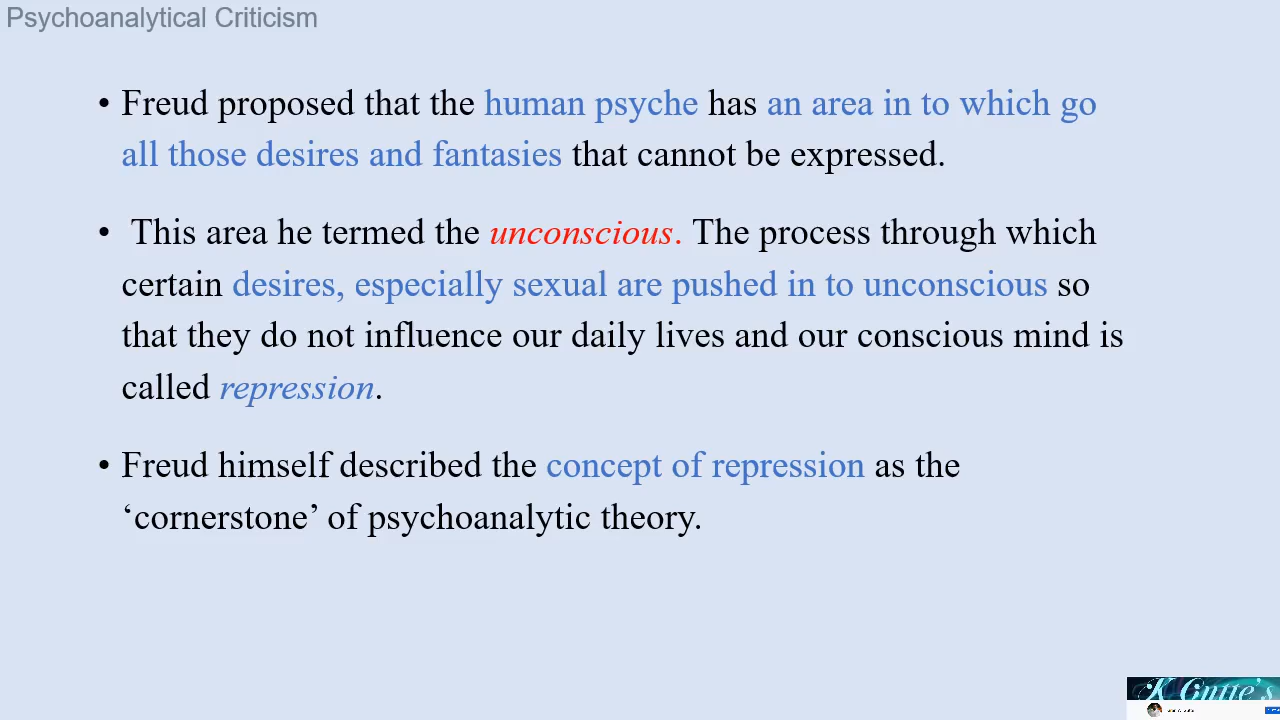 Psychoanalytical Criticism
• Freud proposed that the human psyche has an area in to which go
all those desires and fantasies that cannot be expressed.
• This area he termed the unconscious. The process through which
certain desires, especially sexual are pushed in to unconscious so
that they do not influence our daily lives and our conscious mind is
called repression.
• Freud himself described the concept of repression as the
‘cornerstone’ of psychoanalytic theory.